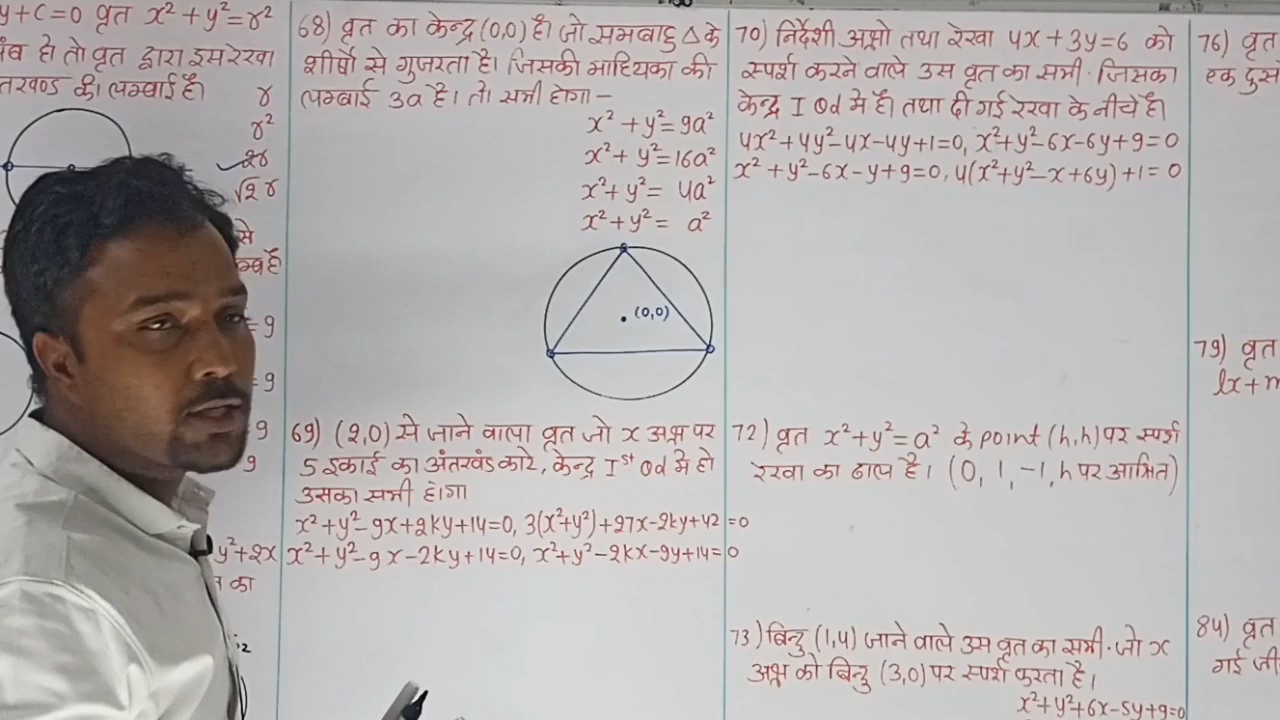 y+c=0 वृत x²+y²=r²
हो तो वृत द्वारा इस रेखा
की लम्बाई है।
r
r²
2r
√2 r
से
= 9
= 9
9
9
y²+2x
का
68) वृत का केन्द्र (0,0) है। जो समबाहु △ के
शीर्षो से गुजरता है। जिसकी माध्यिका की
लम्बाई 3a है। तो समी होगा –
x² + y² = 9a²
x² + y² = 16a²
x² + y² = 4a²
x² + y² = a²
(0,0)
69) (2,0) से जाने वाला वृत जो x अक्ष पर
5 इकाई का अंतखंड काटे, केन्द्र Iˢᵗ Qd मे हो
उसका समी होगा
x²+y²-9x+2ky+14=0, 3(x²+y²)+27x-2ky+42=0
x²+y²-9x-2ky+14=0, x²+y²-2kx-9y+14=0
70) निर्देशी अक्षो तथा रेखा 4x+3y=6 को
स्पर्श करने वाले उस वृत का समी. जिसका
केन्द्र I Qd मे है। तथा दी गई रेखा के नीचे है।
4x²+4y²-4x-4y+1=0, x²+y²-6x-6y+9=0
x²+y²-6x-y+9=0, 4(x²+y²-x+6y)+1=0
72) वृत x²+y²=a² के point (h,h) पर स्पर्श
रेखा का ढाल है। (0, 1, -1, h पर आश्रित)
73) बिन्दु (1,4) जाने वाले उस वृत का समी. जो x
अक्ष को बिन्दु (3,0) पर स्पर्श करता है।
x²+y²+6x-5y+9=0
76) वृत
एक दुस
79) वृत
lx+m
84) वृत
गई जी